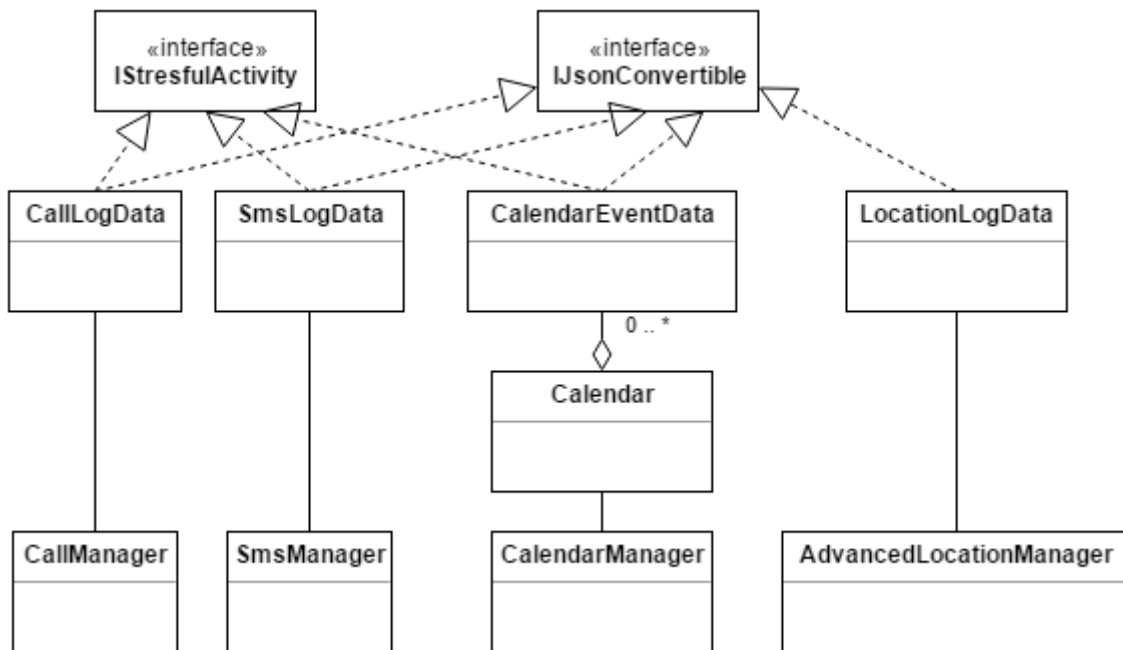 «interface»
IStresfulActivity
«interface»
IJsonConvertible
CallLogData
SmsLogData
CalendarEventData
LocationLogData
0 .. *
Calendar
CallManager
SmsManager
CalendarManager
AdvancedLocationManager